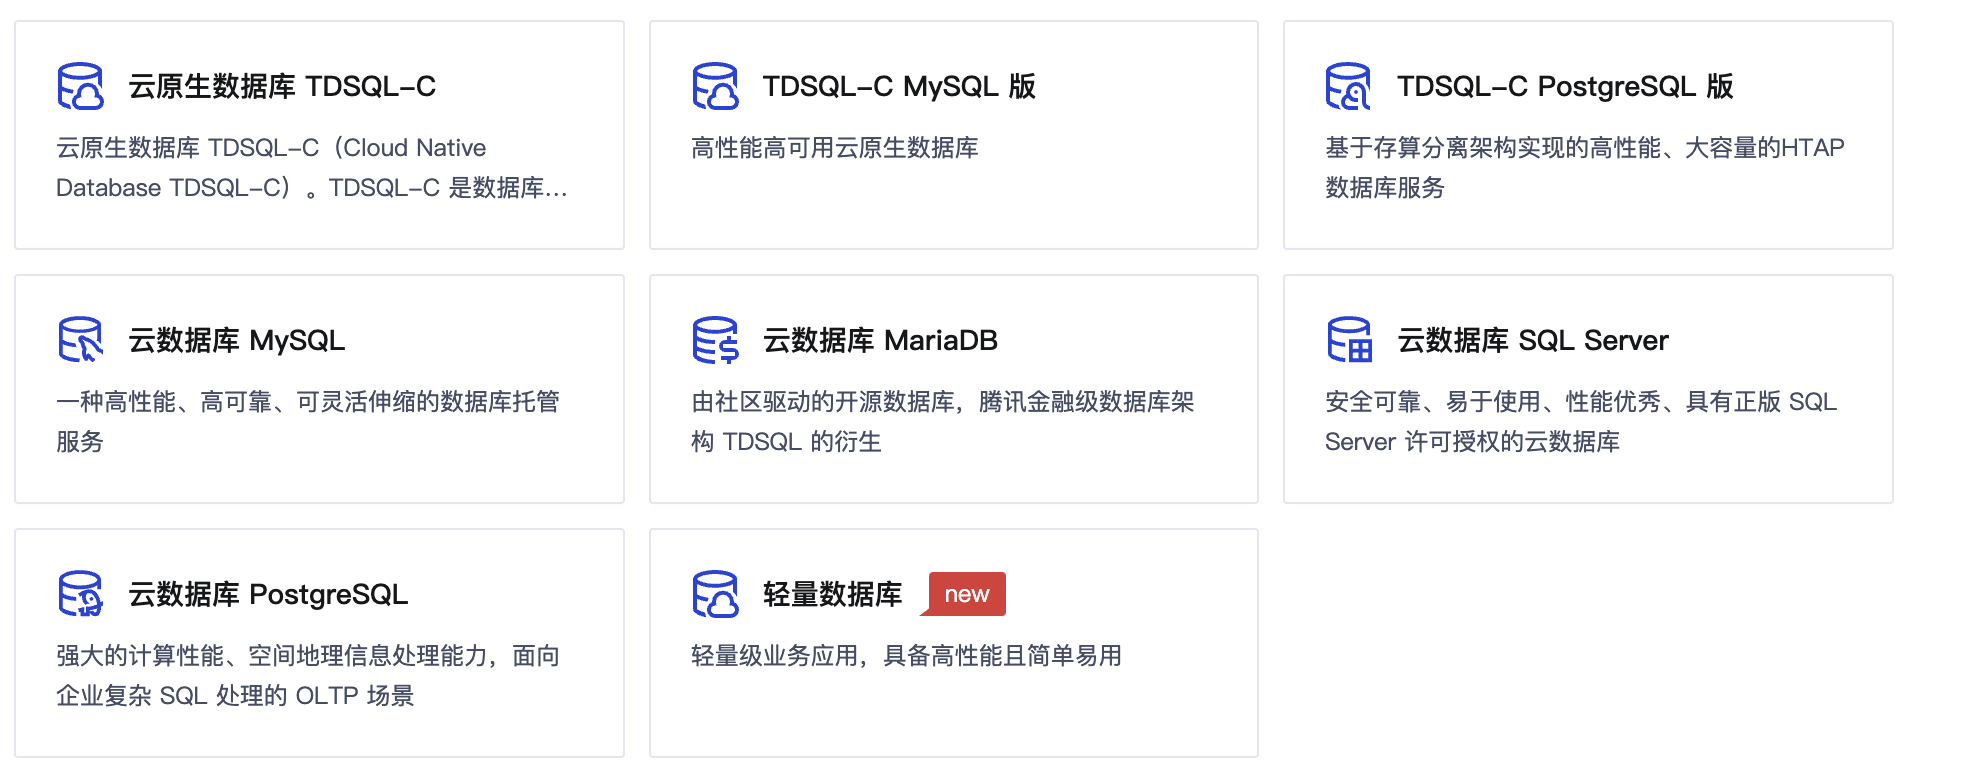 云原生数据库 TDSQL-C
云原生数据库 TDSQL-C（Cloud Native
Database TDSQL-C）。TDSQL-C 是数据库...
TDSQL-C MySQL 版
高性能高可用云原生数据库
TDSQL-C PostgreSQL 版
基于存算分离架构实现的高性能、大容量的HTAP
数据库服务
云数据库 MySQL
一种高性能、高可靠、可灵活伸缩的数据库托管
服务
云数据库 MariaDB
由社区驱动的开源数据库，腾讯金融级数据库架
构 TDSQL 的衍生
云数据库 SQL Server
安全可靠、易于使用、性能优秀、具有正版 SQL
Server 许可授权的云数据库
云数据库 PostgreSQL
强大的计算性能、空间地理信息处理能力，面向
企业复杂 SQL 处理的 OLTP 场景
轻量数据库 new
轻量级业务应用，具备高性能且简单易用